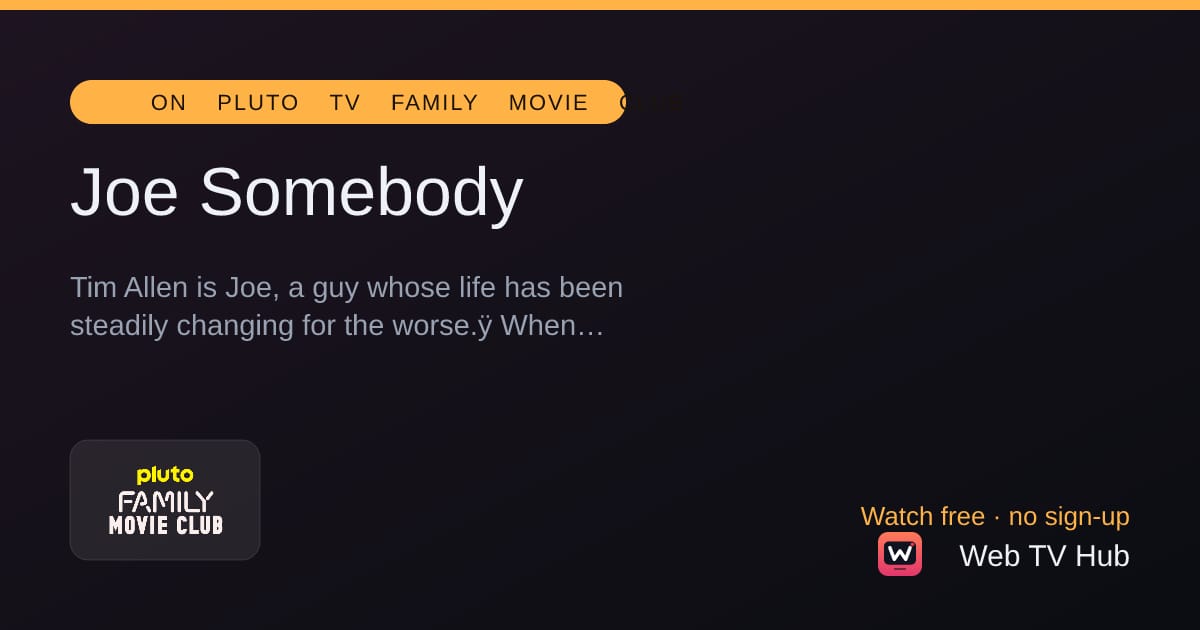 ON PLUTO TV FAMILY MOVIE
Joe Somebody
Tim Allen is Joe, a guy whose life has been
steadily changing for the worse.ÿ When…
pluto
FAMILY
MOVIE CLUB
Watch free · no sign-up
W
Web TV Hub